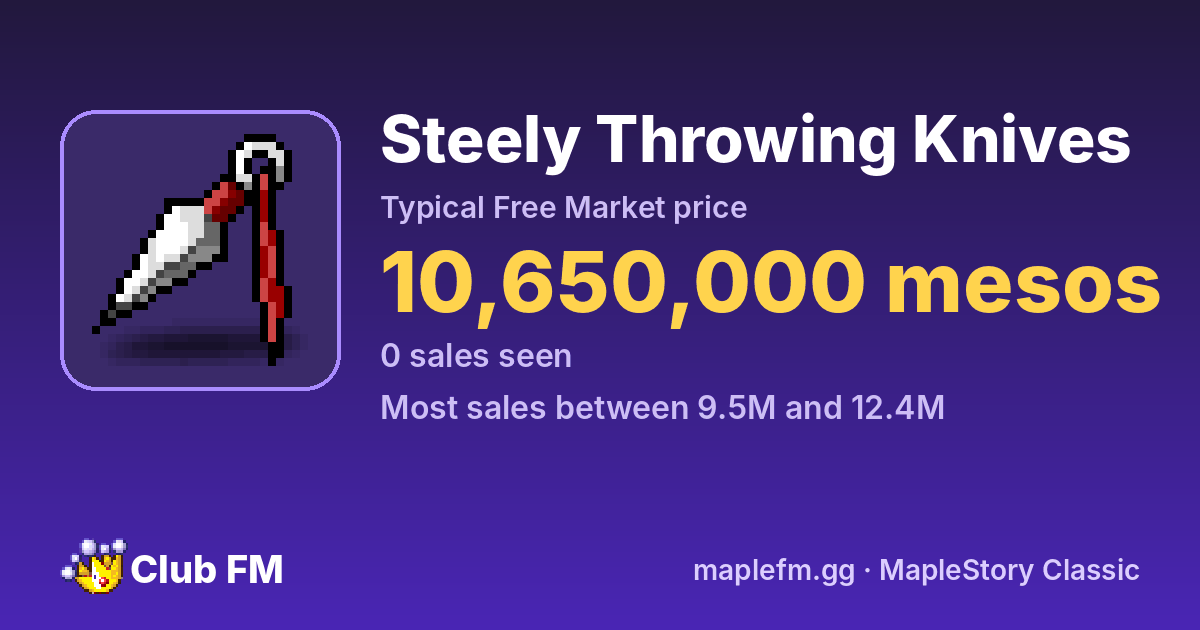 Steely Throwing Knives
Typical Free Market price
10,650,000 mesos
0 sales seen
Most sales between 9.5M and 12.4M
Club FM
maplefm.gg · MapleStory Classic